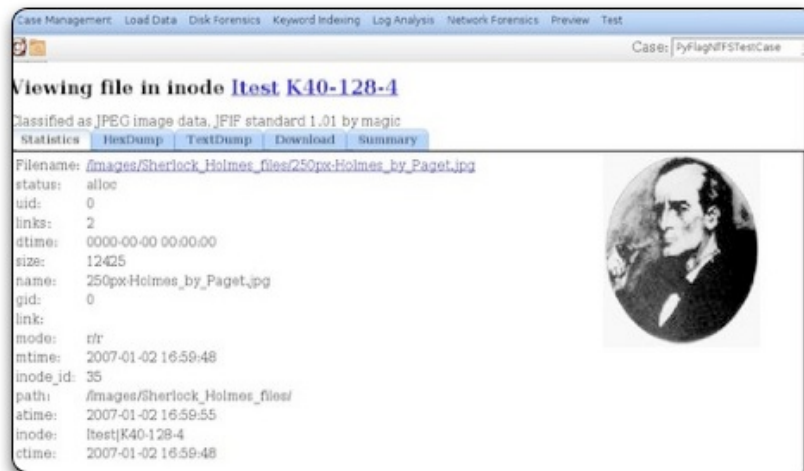 Case Management Load Data Disk Forensics Keyword Indexing Log Analysis Network Forensics Preview Test
Case: PyFlagNTFSTestCase
Viewing file in inode Itest K40-128-4
Classified as JPEG image data, JFIF standard 1.01 by magic
Statistics HexDump TextDump Download Summary
Filename: /Images/Sherlock_Holmes_files/250px-Holmes_by_Paget.jpg
status: alloc
uid: 0
links: 2
dtime: 0000-00-00 00:00:00
size: 12425
name: 250px-Holmes_by_Paget.jpg
gid: 0
link:
mode: r/r
mtime: 2007-01-02 16:59:48
inode_id: 35
path: /Images/Sherlock_Holmes_files/
atime: 2007-01-02 16:59:55
inode: Itest|K40-128-4
ctime: 2007-01-02 16:59:48